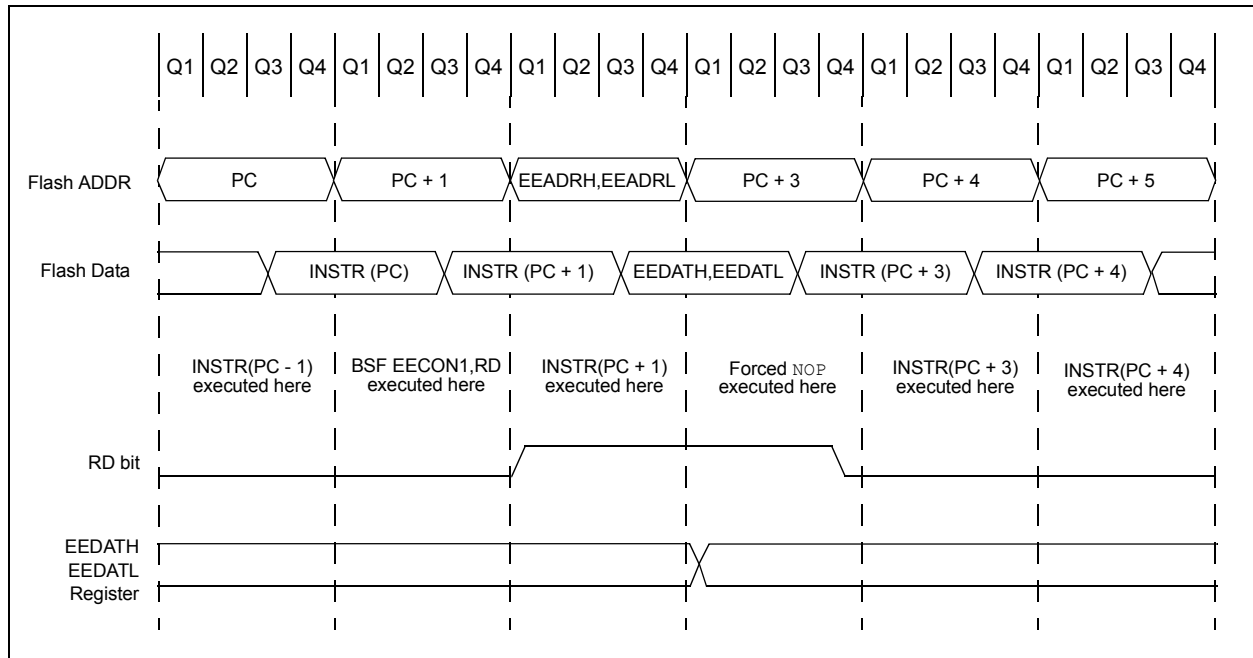 Q1 Q2 Q3 Q4 Q1 Q2 Q3 Q4 Q1 Q2 Q3 Q4 Q1 Q2 Q3 Q4 Q1 Q2 Q3 Q4 Q1 Q2 Q3 Q4
Flash ADDR PC PC + 1 EEADRH,EEADRL PC + 3 PC + 4 PC + 5
Flash Data INSTR (PC) INSTR (PC + 1) EEDATH,EEDATL INSTR (PC + 3) INSTR (PC + 4)
INSTR(PC - 1) BSF EECON1,RD INSTR(PC + 1) Forced NOP INSTR(PC + 3) INSTR(PC + 4)
executed here executed here executed here executed here executed here executed here
RD bit
EEDATH
EEDATL
Register